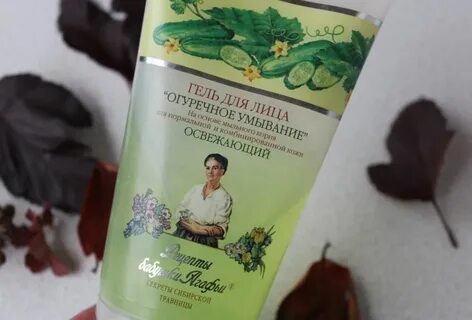 ГЕЛЬ ДЛЯ ЛИЦА
"ОГУРЕЧНОЕ УМЫВАНИЕ"
На основе мыльного корня
для нормальной и комбинированной кожи
ОСВЕЖАЮЩИЙ
Рецепты
бабушки Агафьи®
СЕКРЕТЫ СИБИРСКОЙ
ТРАВНИЦЫ